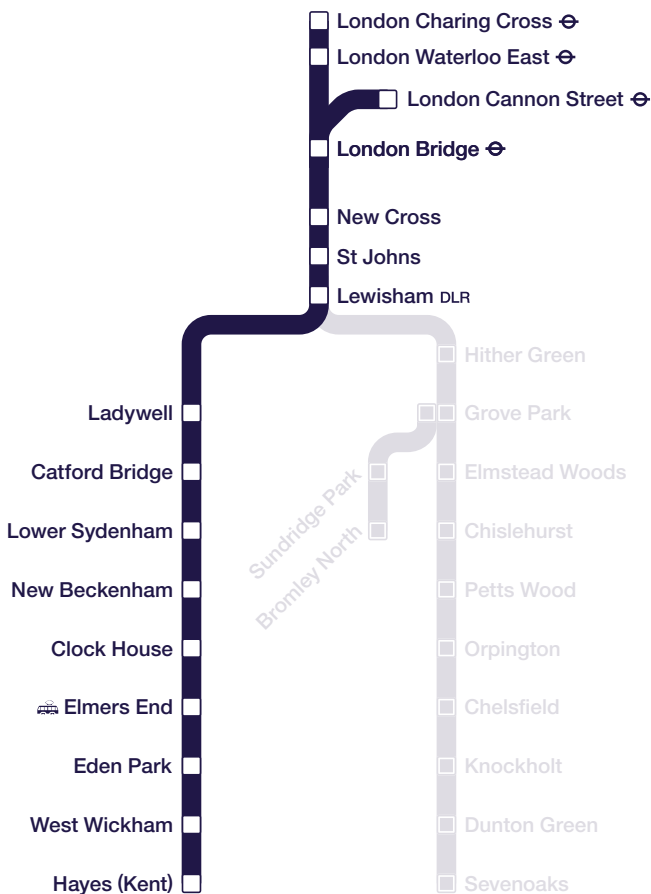 London Charing Cross
London Waterloo East
London Cannon Street
London Bridge
New Cross
St Johns
Lewisham DLR
Hither Green
Ladywell
Grove Park
Catford Bridge
Sundridge Park
Elmstead Woods
Lower Sydenham
Bromley North
Chislehurst
New Beckenham
Petts Wood
Clock House
Orpington
Elmers End
Chelsfield
Eden Park
Knockholt
West Wickham
Dunton Green
Hayes (Kent)
Sevenoaks